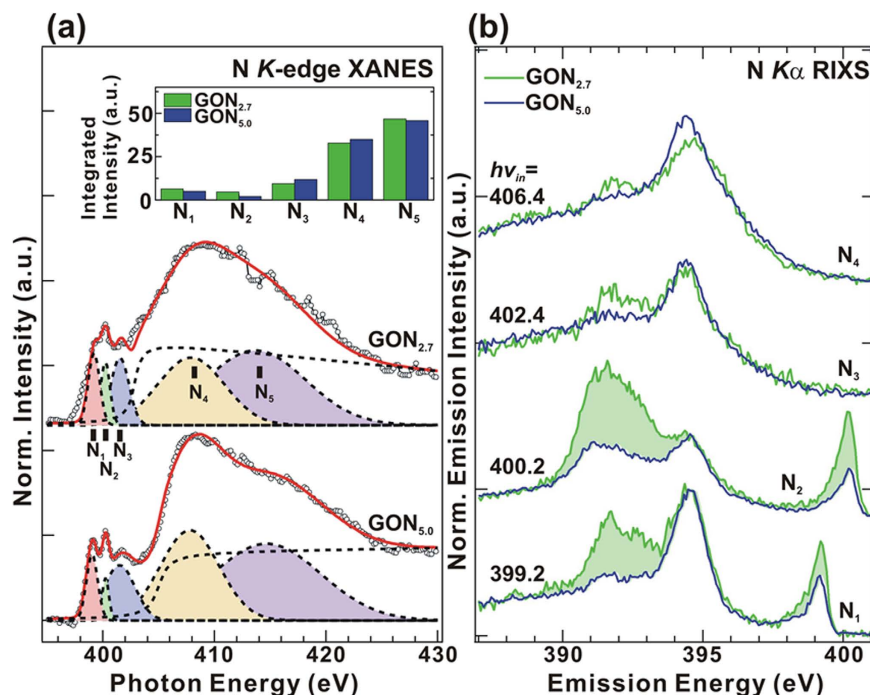 (a)
N K-edge XANES
GON2.7
GON5.0
Integrated
Intensity (a.u.)
50
25
0
N1 N2 N3 N4 N5
GON2.7
N4 N5
N1 N3
N2
GON5.0
Norm. Intensity (a.u.)
400 410 420 430
Photon Energy (eV)
(b)
N Kα RIXS
GON2.7
GON5.0
hνin=
406.4
N4
402.4
N3
400.2
N2
399.2
N1
Norm. Emission Intensity (a.u.)
390 395 400
Emission Energy (eV)